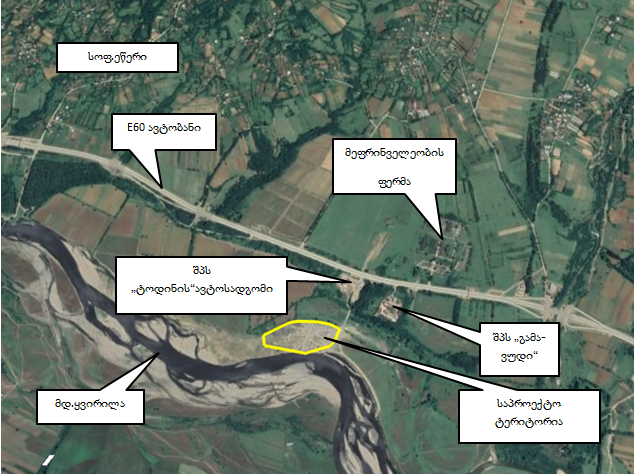 სოფ.ეწერი
E60 ავტობანი
მეფრინველეობის
ფერმა
შპს
„ტოდინის“ავტოსადგომი
შპს „გამა-
ვუდი“
მდ.ყვირილა
საპროექტო
ტერიტორია